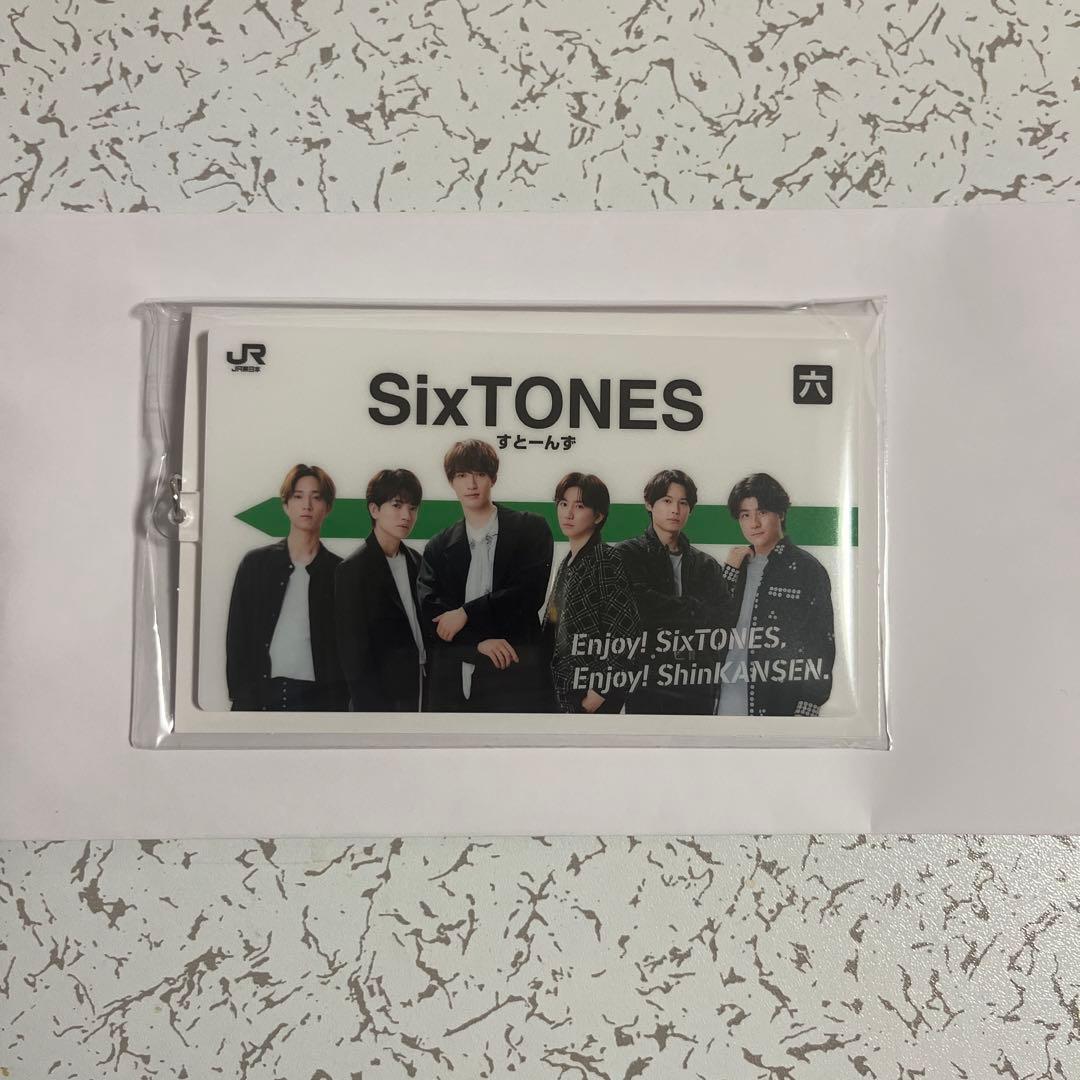 JR
JR東日本
六
SixTONES
すとーんず
Enjoy! SixTONES,
Enjoy! ShinKANSEN.